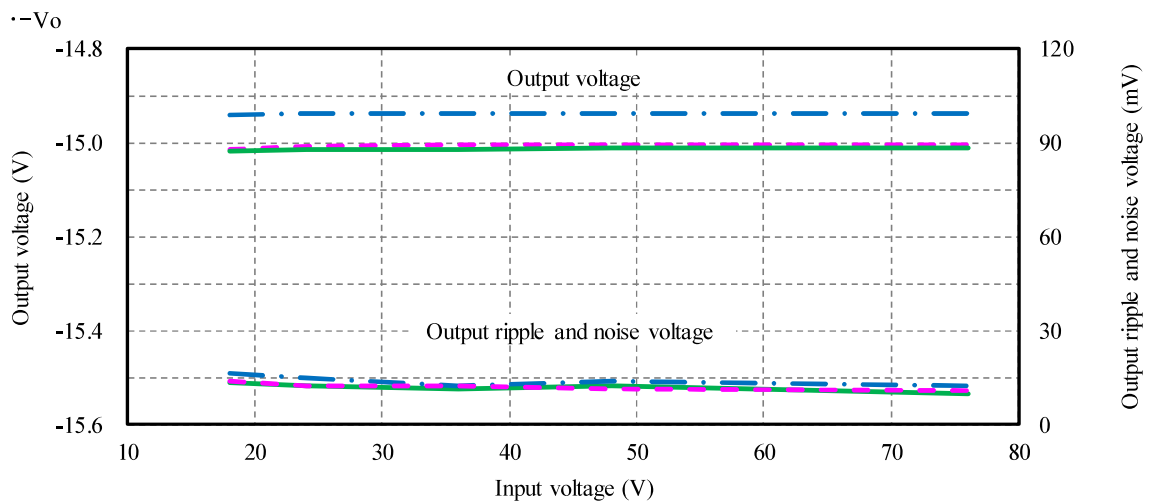 ·-Vo
-14.8
-15.0
-15.2
-15.4
-15.6
Output voltage (V)
Output voltage
Output ripple and noise voltage
120
90
60
30
0
Output ripple and noise voltage (mV)
10 20 30 40 50 60 70 80
Input voltage (V)